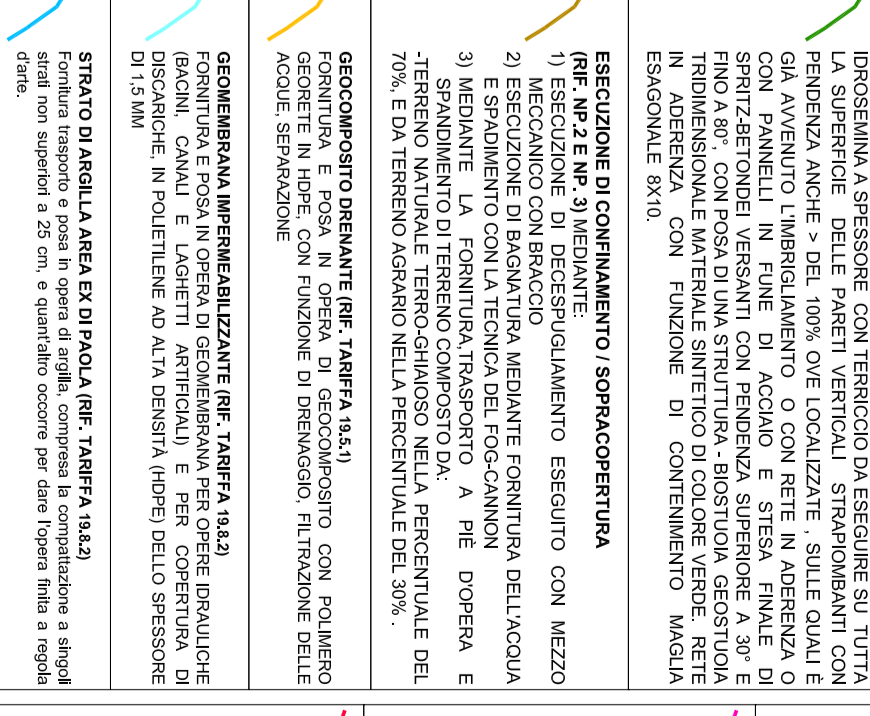 IDROSEMINA A SPESSORE CON TERRICCIO DA ESEGUIRE SU TUTTA
LA SUPERFICIE DELLE PARETI VERTICALI STRAPIOMBANTI CON
PENDENZA ANCHE > DEL 100% OVE LOCALIZZATE , SULLE QUALI È
GIÀ AVVENUTO L'IMBRIGLIAMENTO O CON RETE IN ADERENZA O
CON PANNELLI IN FUNE DI ACCIAIO E STESA FINALE DI
SPRITZ-BETONDEI VERSANTI CON PENDENZA SUPERIORE A 30° E
FINO A 80°, CON POSA DI UNA STRUTTURA - BIOSTUOIA GEOSTUOIA
TRIDIMENSIONALE MATERIALE SINTETICO DI COLORE VERDE. RETE
IN ADERENZA CON FUNZIONE DI CONTENIMENTO MAGLIA
ESAGONALE 8X10.
ESECUZIONE DI CONFINAMENTO / SOPRACOPERTURA
(RIF. NP.2 E NP. 3) MEDIANTE:
1) ESECUZIONE DI DECESPUGLIAMENTO ESEGUITO CON MEZZO
MECCANICO CON BRACCIO
2) ESECUZIONE DI BAGNATURA MEDIANTE FORNITURA DELL'ACQUA
E SPADIMENTO CON LA TECNICA DEL FOG-CANNON
3) MEDIANTE LA FORNITURA,TRASPORTO A PIÈ D'OPERA E
SPANDIMENTO DI TERRENO COMPOSTO DA:
-TERRENO NATURALE TERRO-GHIAIOSO NELLA PERCENTUALE DEL
70%, E DA TERRENO AGRARIO NELLA PERCENTUALE DEL 30% .
GEOCOMPOSITO DRENANTE (RIF. TARIFFA 19.5.1)
FORNITURA E POSA IN OPERA DI GEOCOMPOSITO CON POLIMERO
GEORETE IN HDPE, CON FUNZIONE DI DRENAGGIO, FILTRAZIONE DELLE
ACQUE, SEPARAZIONE
GEOMEMBRANA IMPERMEABILIZZANTE (RIF. TARIFFA 19.8.2)
FORNITURA E POSA IN OPERA DI GEOMEMBRANA PER OPERE IDRAULICHE
(BACINI, CANALI E LAGHETTI ARTIFICIALI) E PER COPERTURA DI
DISCARICHE, IN POLIETILENE AD ALTA DENSITÀ (HDPE) DELLO SPESSORE
DI 1,5 MM
STRATO DI ARGILLA AREA EX DI PAOLA (RIF. TARIFFA 19.8.2)
Fornitura trasporto e posa in opera di argilla, compresa la compattazione a singoli
strati non superiori a 25 cm, e quant'altro occorre per dare l'opera finita a regola
d'arte.